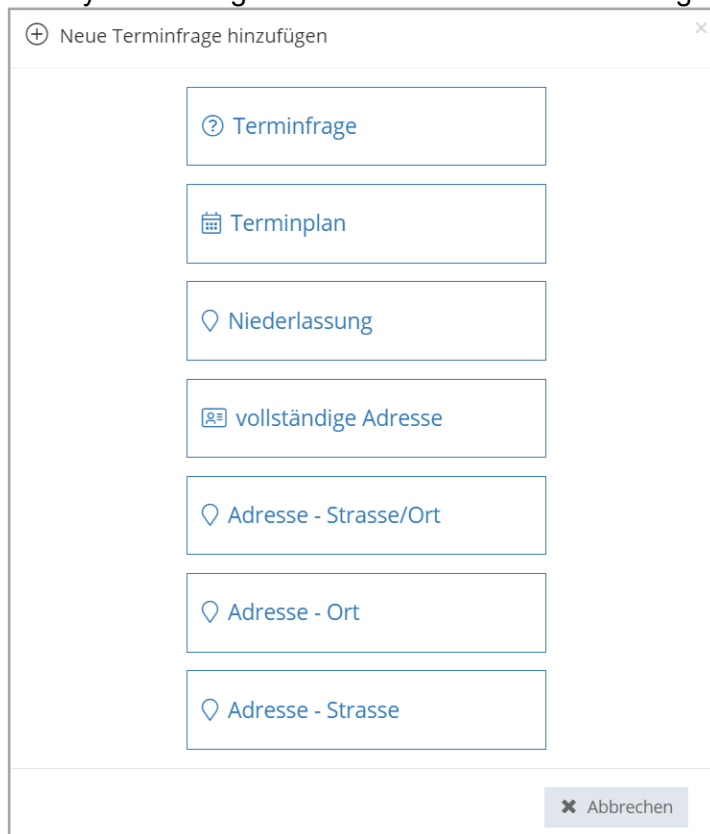 Neue Terminfrage hinzufügen
Terminfrage
Terminplan
Niederlassung
vollständige Adresse
Adresse - Strasse/Ort
Adresse - Ort
Adresse - Strasse
Abbrechen